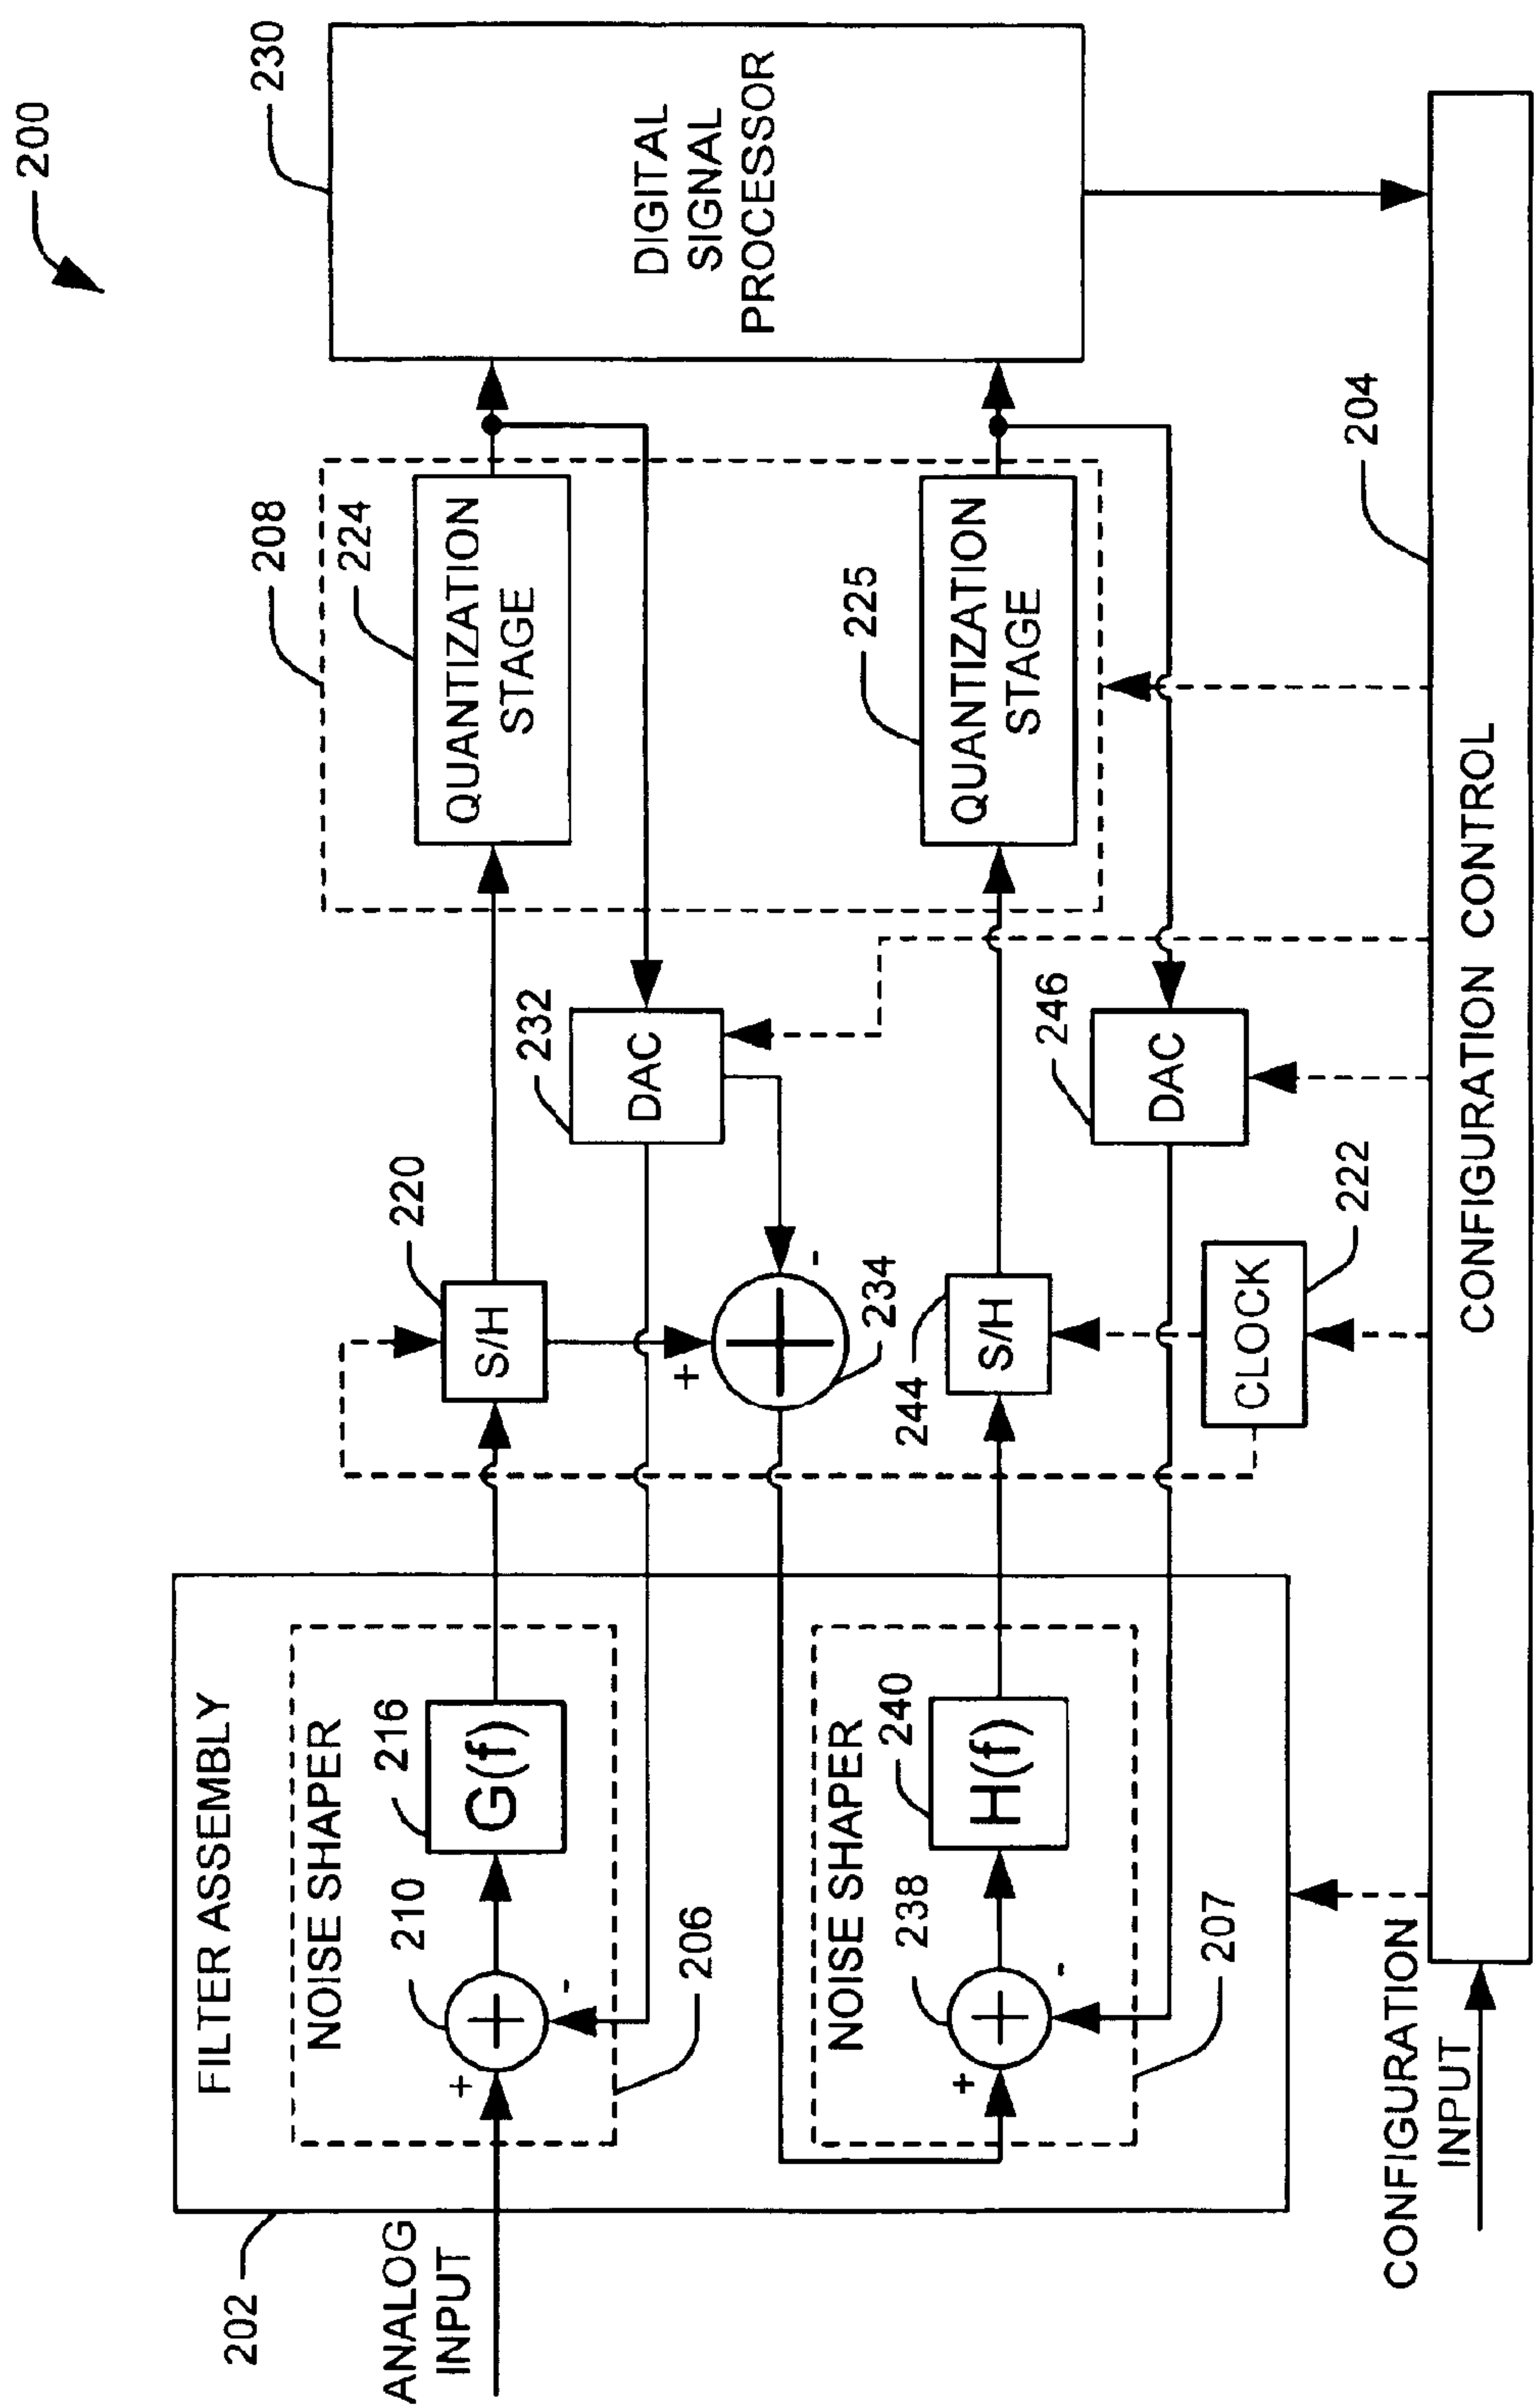 200
202
FILTER ASSEMBLY
NOISE SHAPER
210
216
G(f)
+
-
206
ANALOG
INPUT
220
S/H
208
224
QUANTIZATION
STAGE
230
DIGITAL
SIGNAL
PROCESSOR
232
DAC
+
-
234
NOISE SHAPER
238
240
H(f)
+
-
207
244
S/H
225
QUANTIZATION
STAGE
246
DAC
CLOCK
222
204
CONFIGURATION
INPUT
CONFIGURATION CONTROL